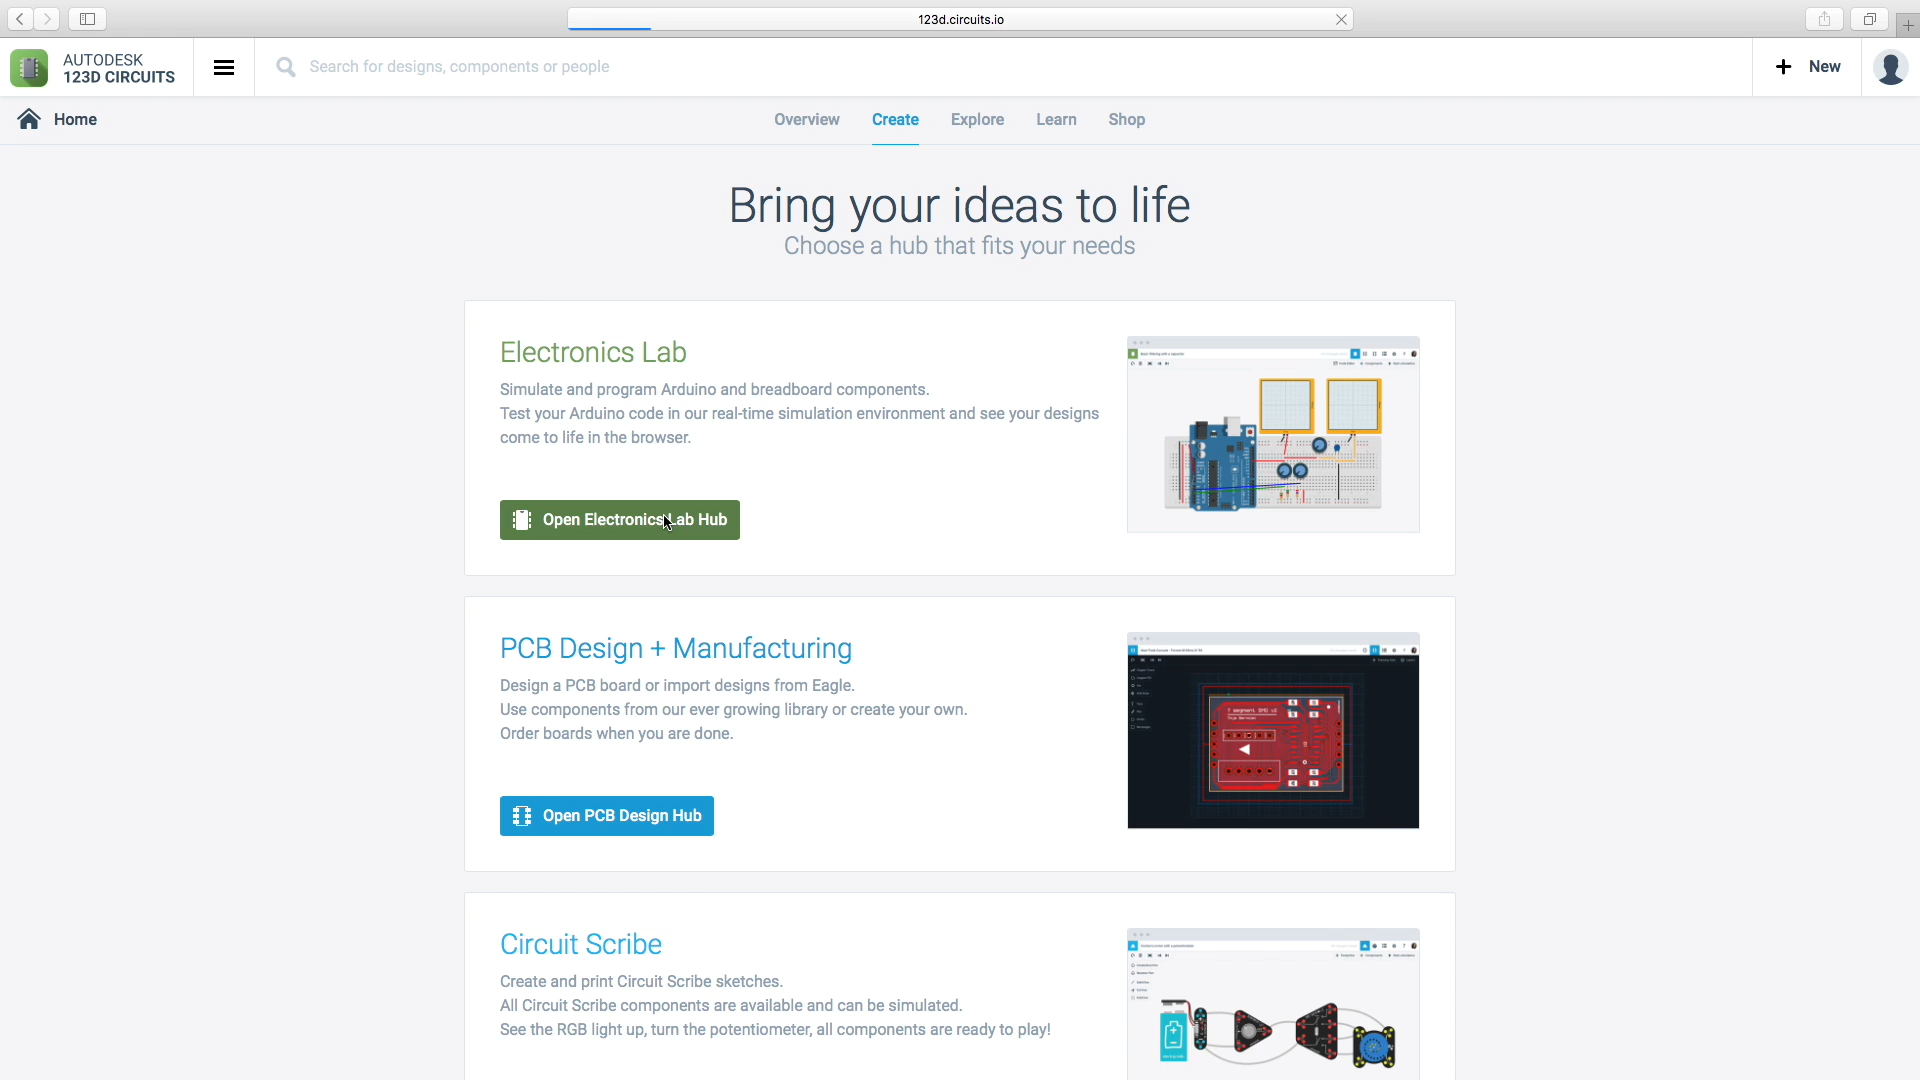 123d.circuits.io
AUTODESK
123D CIRCUITS
Search for designs, components or people
New
Home
Overview
Create
Explore
Learn
Shop
Bring your ideas to life
Choose a hub that fits your needs
Electronics Lab
Simulate and program Arduino and breadboard components.
Test your Arduino code in our real-time simulation environment and see your designs
come to life in the browser.
Open Electronics Lab Hub
PCB Design + Manufacturing
Design a PCB board or import designs from Eagle.
Use components from our ever growing library or create your own.
Order boards when you are done.
Open PCB Design Hub
Circuit Scribe
Create and print Circuit Scribe sketches.
All Circuit Scribe components are available and can be simulated.
See the RGB light up, turn the potentiometer, all components are ready to play!